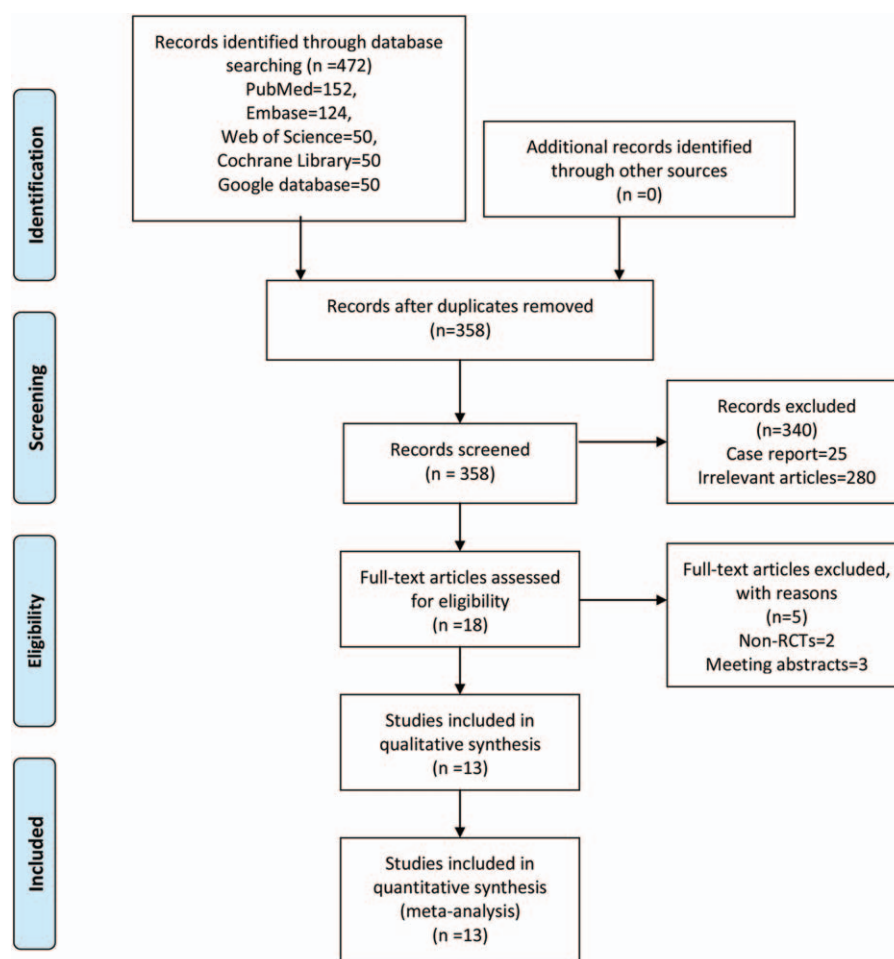 Records identified through database
searching (n =472)
PubMed=152,
Embase=124,
Web of Science=50,
Cochrane Library=50
Google database=50
Additional records identified
through other sources
(n =0)
Identification
Records after duplicates removed
(n=358)
Screening
Records screened
(n = 358)
Records excluded
(n=340)
Case report=25
Irrelevant articles=280
Eligibility
Full-text articles assessed
for eligibility
(n =18)
Full-text articles excluded,
with reasons
(n=5)
Non-RCTs=2
Meeting abstracts=3
Studies included in
qualitative synthesis
(n =13)
Included
Studies included in
quantitative synthesis
(meta-analysis)
(n =13)